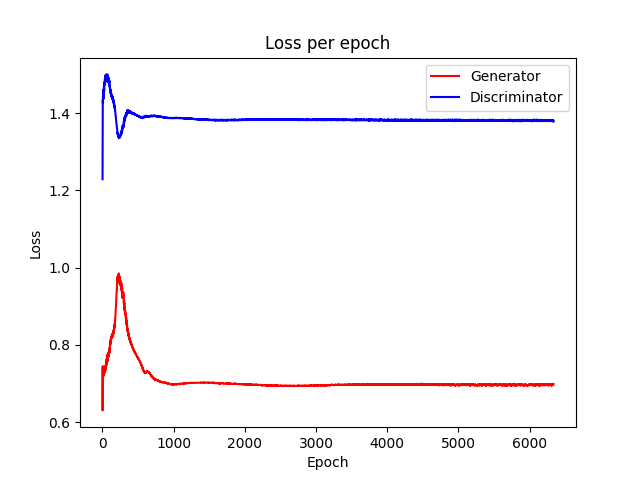 Loss per epoch
Generator
Discriminator
1.4
1.2
1.0
0.8
0.6
Loss
0 1000 2000 3000 4000 5000 6000
Epoch